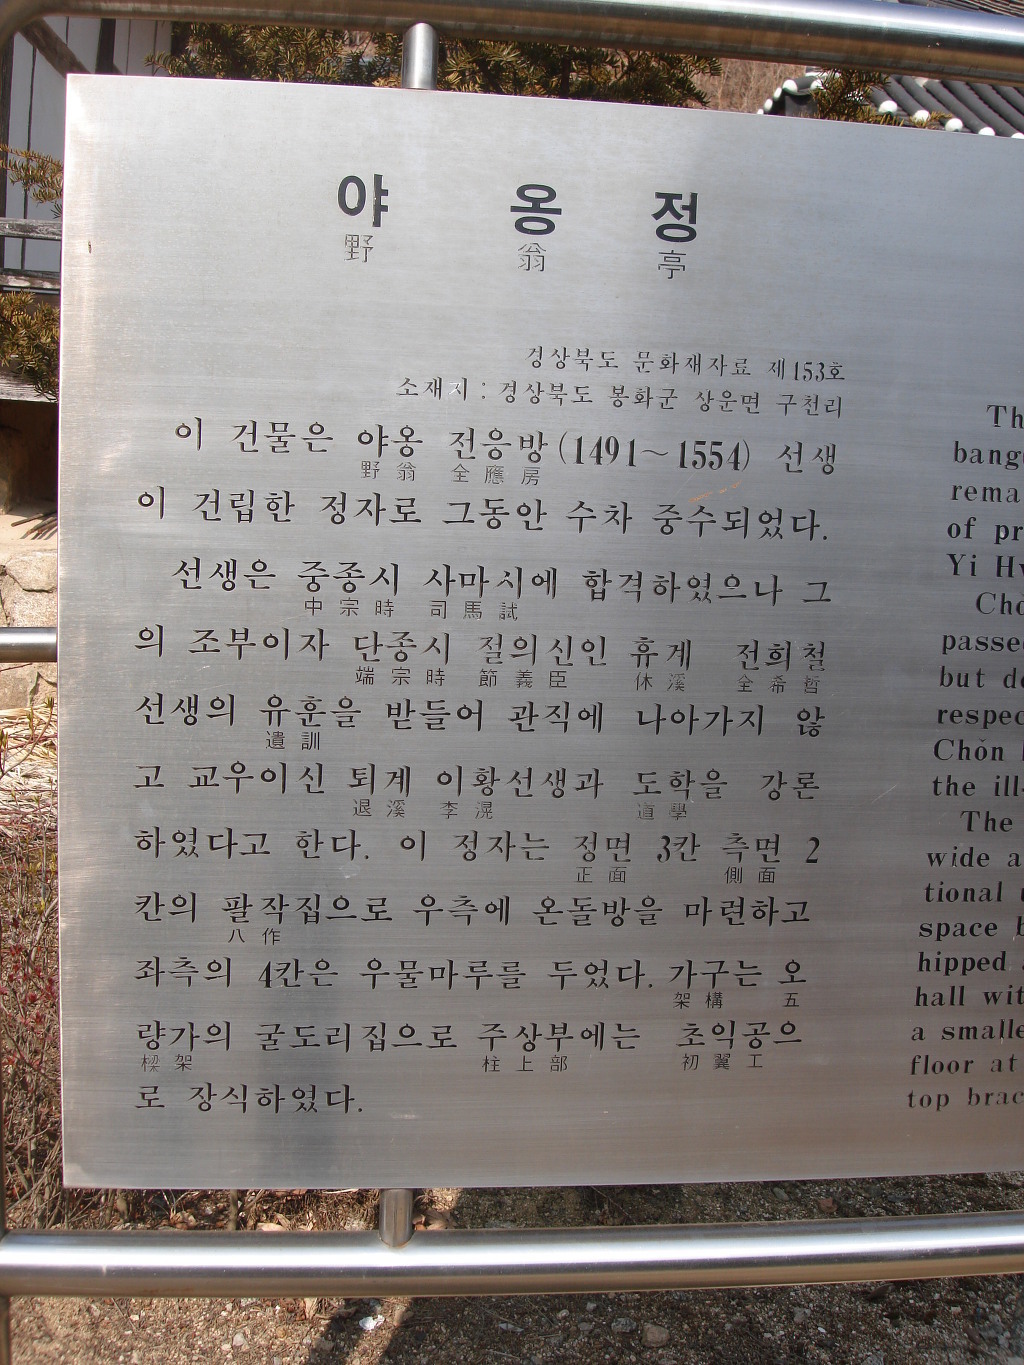 야 옹 정
野 翁 亭
경상북도 문화재자료 제153호
소재지 : 경상북도 봉화군 상운면 구천리
이 건물은 야옹 전응방(1491~1554) 선생
野翁 全應房
이 건립한 정자로 그동안 수차 중수되었다.
선생은 중종시 사마시에 합격하였으나 그
中宗時 司馬試
의 조부이자 단종시 절의신인 휴계 전희철
端宗時 節義臣 休溪 全希哲
선생의 유훈을 받들어 관직에 나아가지 않
遺訓
고 교우이신 퇴계 이황선생과 도학을 강론
退溪 李滉 道學
하였다고 한다. 이 정자는 정면 3칸 측면 2
正面 側面
칸의 팔작집으로 우측에 온돌방을 마련하고
八作
좌측의 4칸은 우물마루를 두었다. 가구는 오
架構 五
량가의 굴도리집으로 주상부에는 초익공으
樑架 柱上部 初翼工
로 장식하였다.
Th
bang
rema
of pr
Yi Hw
Chŏ
passe
but de
respec
Chŏn
the ill
The
wide a
tional
space
hipped
hall wit
a smalle
floor at
top brac